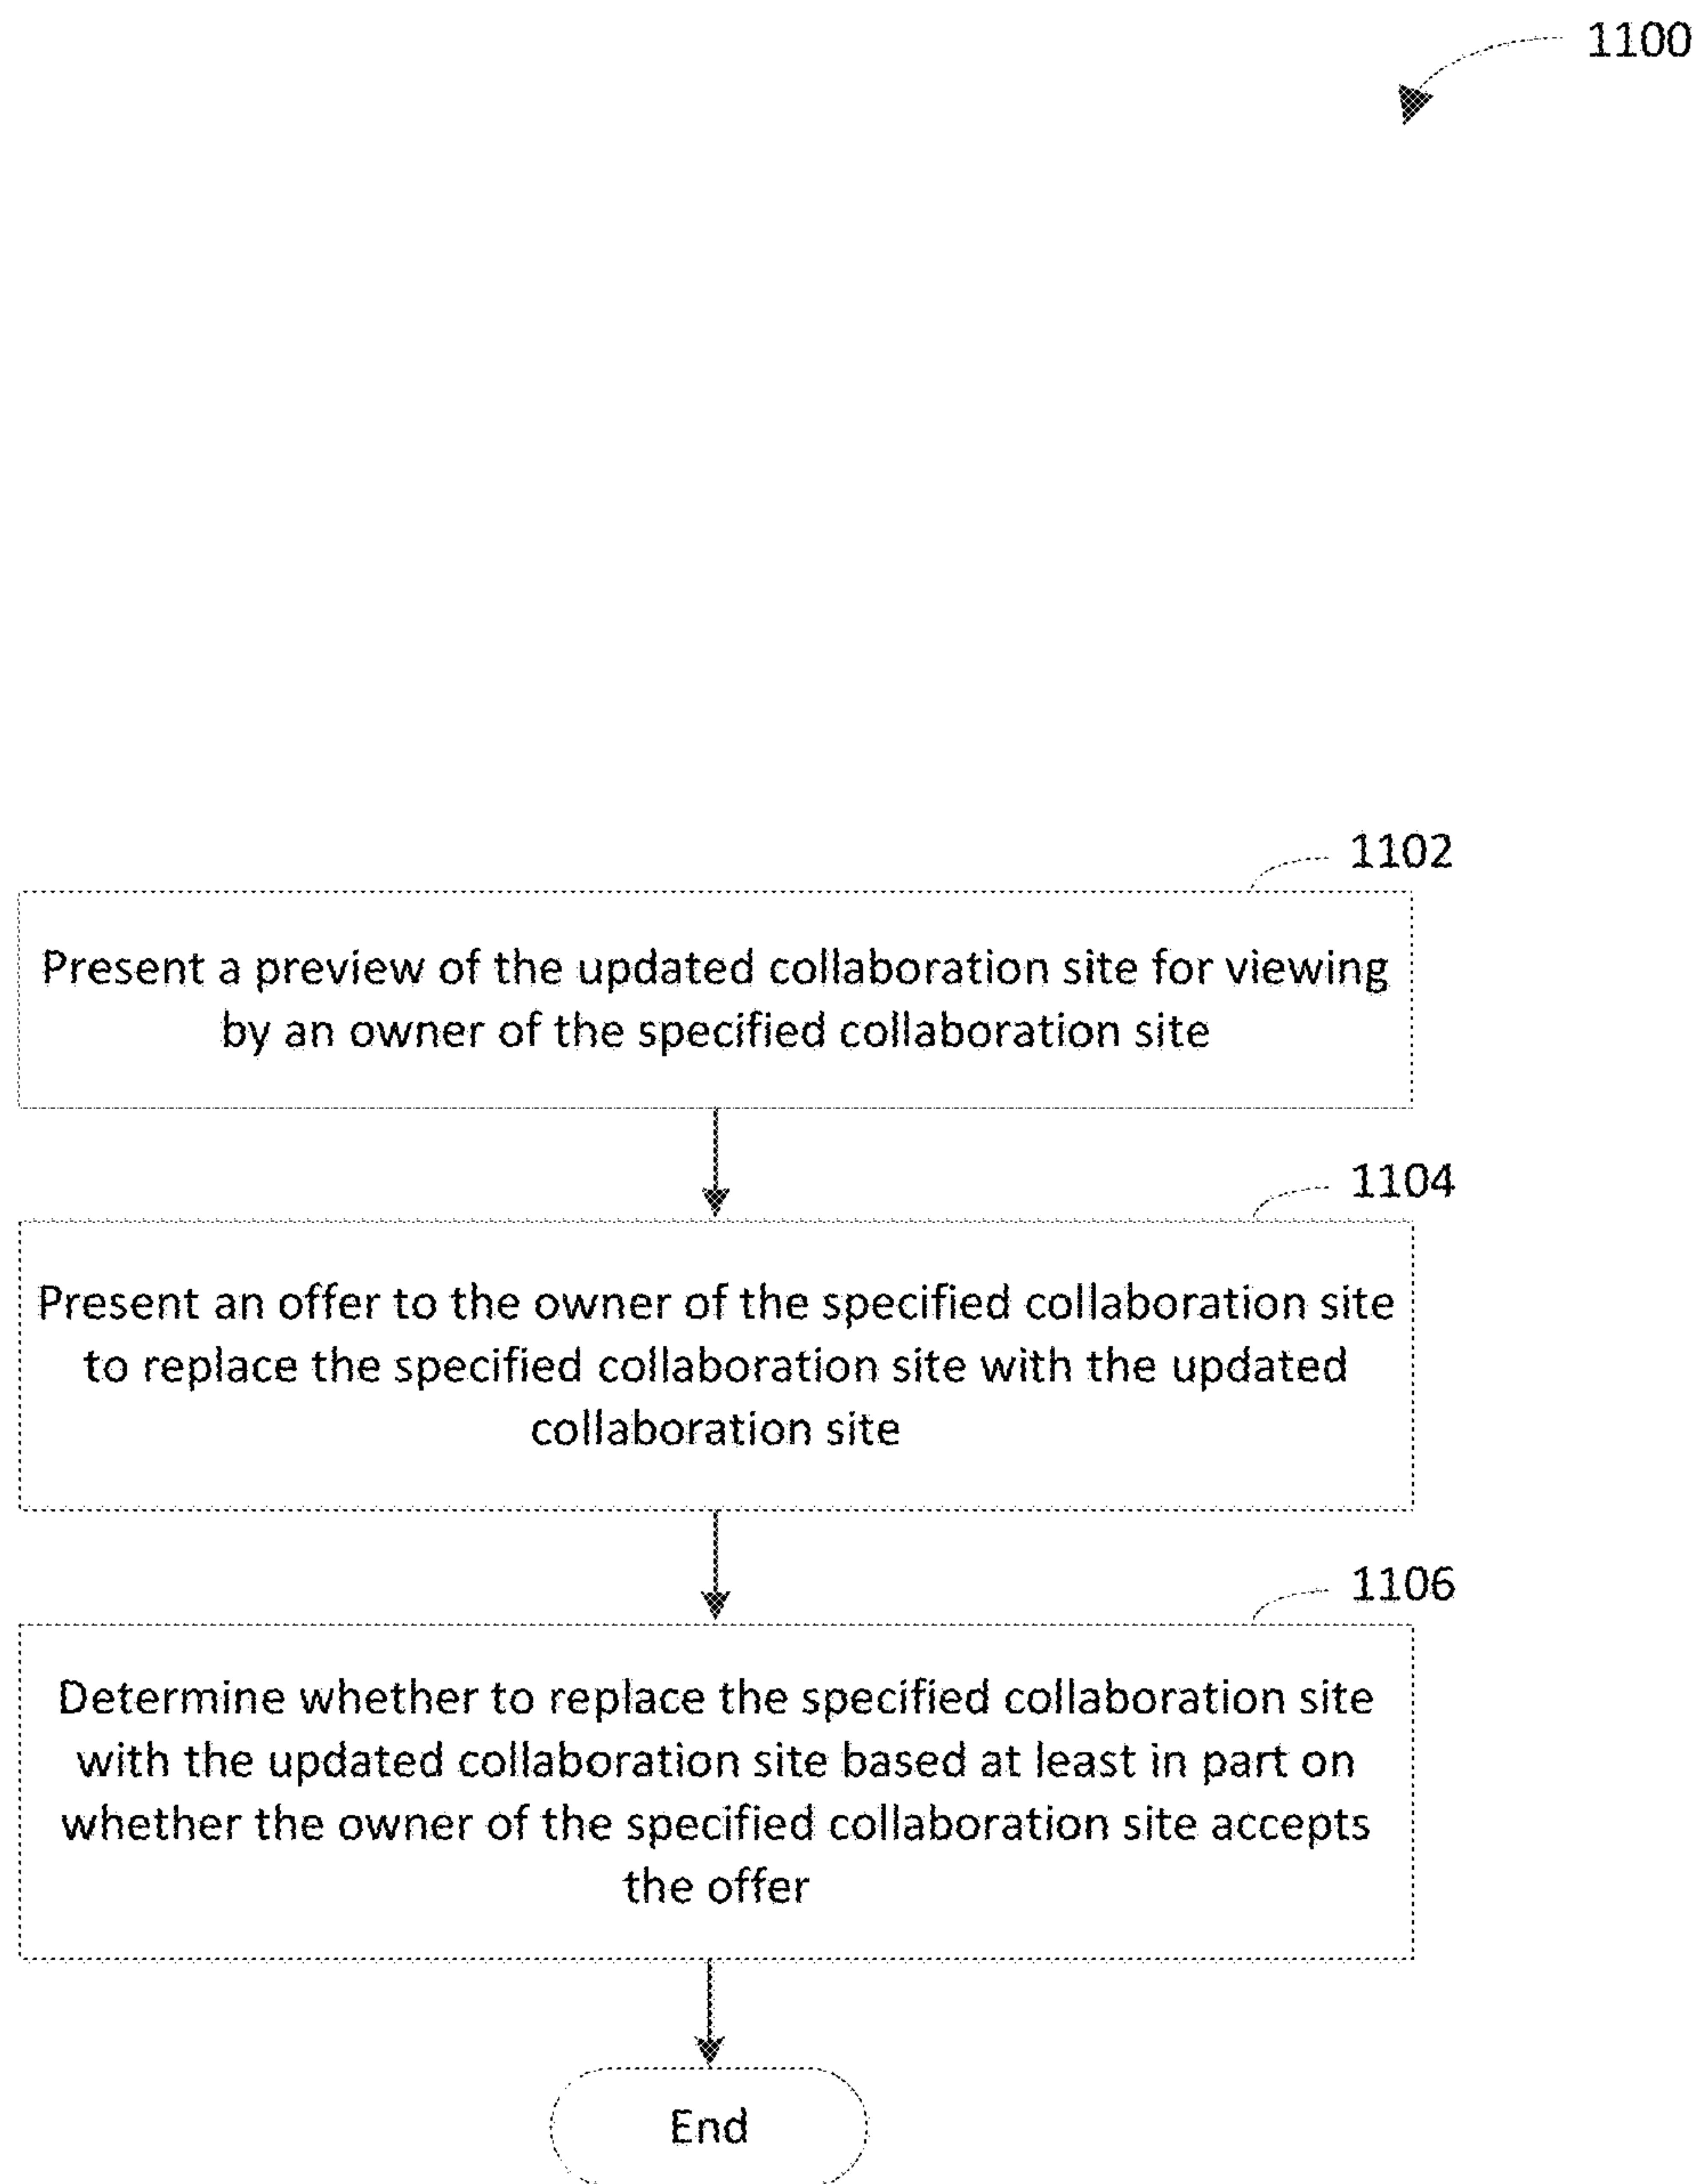 1100
1102
Present a preview of the updated collaboration site for viewing
by an owner of the specified collaboration site
1104
Present an offer to the owner of the specified collaboration site
to replace the specified collaboration site with the updated
collaboration site
1106
Determine whether to replace the specified collaboration site
with the updated collaboration site based at least in part on
whether the owner of the specified collaboration site accepts
the offer
End